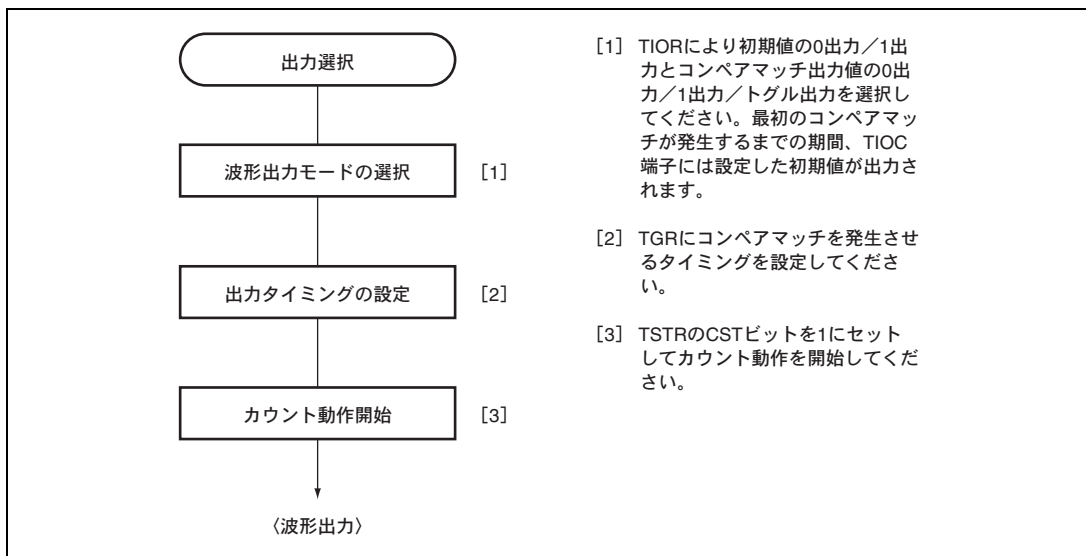 出力選択
波形出力モードの選択 [1]
出力タイミングの設定 [2]
カウント動作開始 [3]
〈波形出力〉
[1] TIORにより初期値の0出力／1出
力とコンペアマッチ出力値の0出
力／1出力／トグル出力を選択し
てください。最初のコンペアマッ
チが発生するまでの期間、TIOC
端子には設定した初期値が出力さ
れます。
[2] TGRにコンペアマッチを発生させ
るタイミングを設定してくださ
い。
[3] TSTRのCSTビットを1にセット
してカウント動作を開始してくだ
さい。